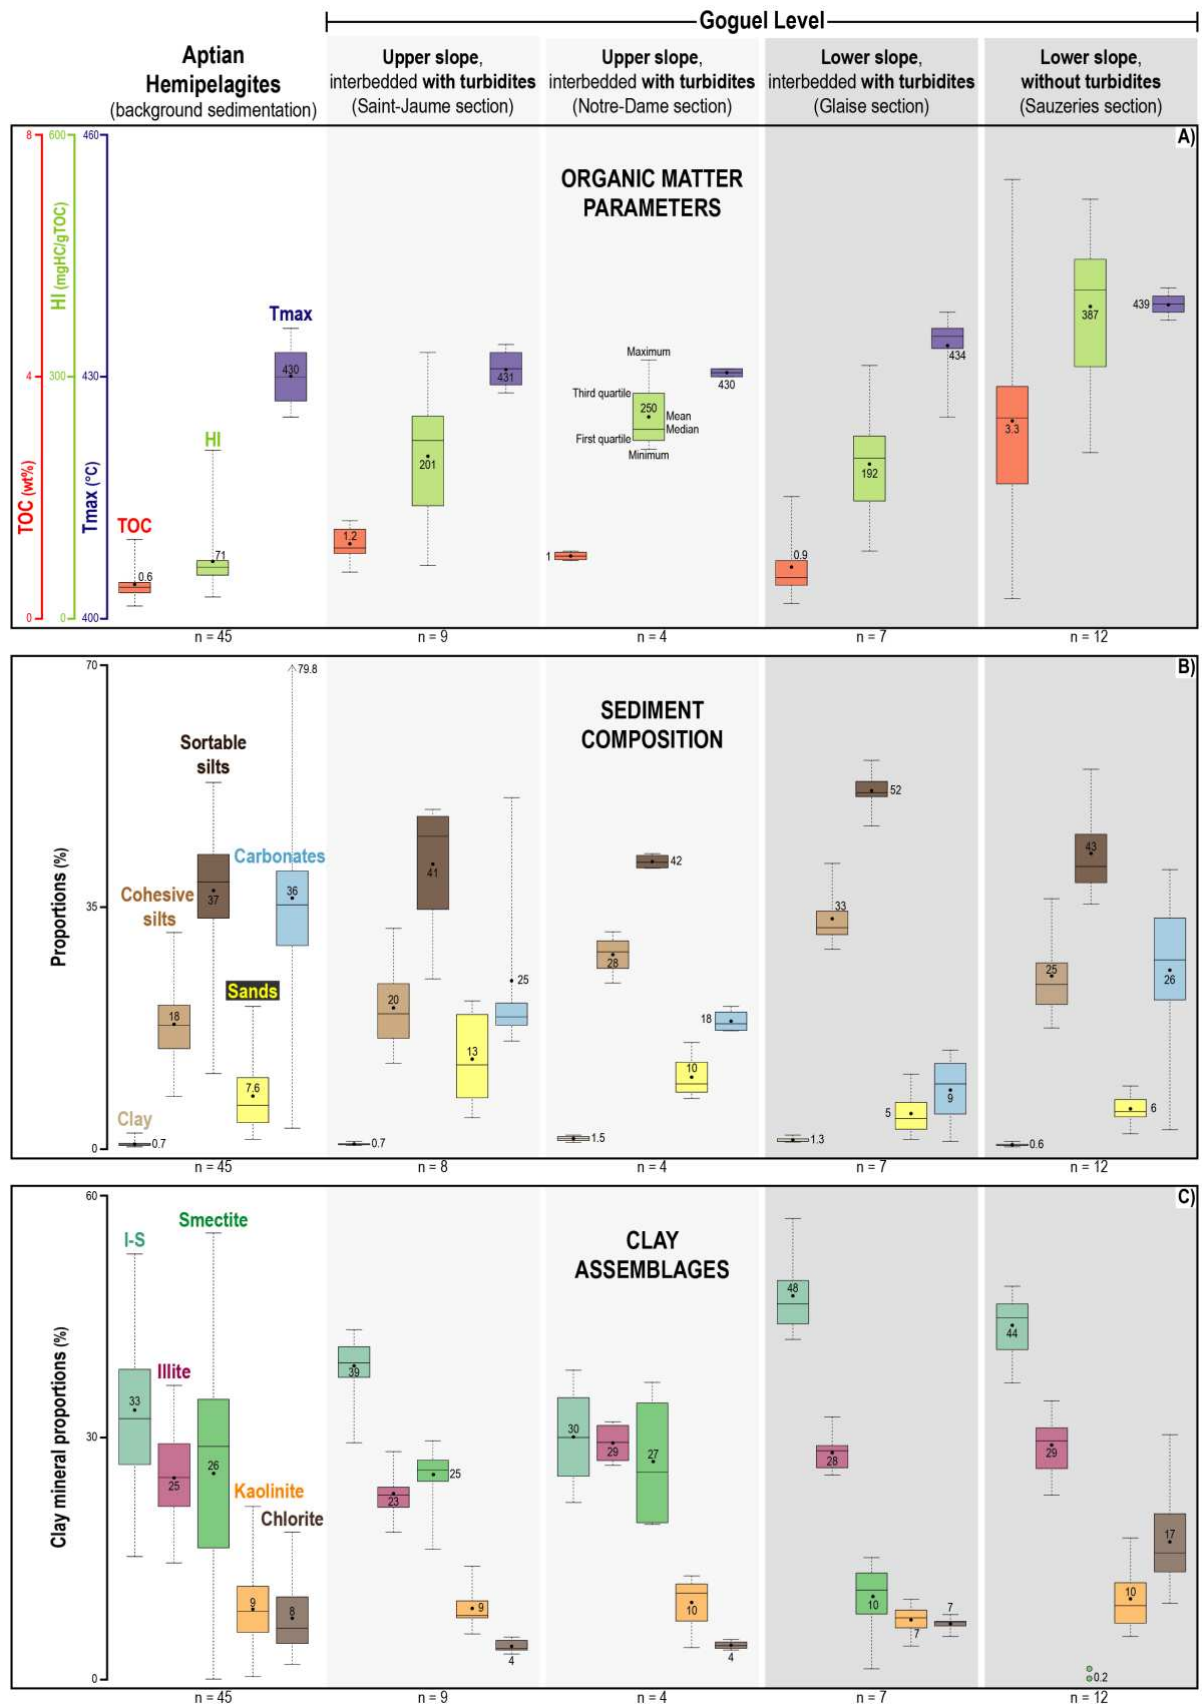 Goguel Level
Aptian
Hemipelagites
(background sedimentation)
Upper slope,
interbedded with turbidites
(Saint-Jaume section)
Upper slope,
interbedded with turbidites
(Notre-Dame section)
Lower slope,
interbedded with turbidites
(Glaise section)
Lower slope,
without turbidites
(Sauzeries section)
A)
ORGANIC MATTER
PARAMETERS
TOC (wt%)
8
4
0
HI (mgHC/gTOC)
600
300
0
Tmax (°C)
460
430
400
TOC
0.6
HI
71
Tmax
430
1.2
201
431
1
Maximum
Third quartile
250
Mean
Median
First quartile
Minimum
430
0.9
192
434
3.3
387
439
n = 45
n = 9
n = 4
n = 7
n = 12
B)
SEDIMENT
COMPOSITION
Proportions (%)
70
35
0
Clay
0.7
Cohesive
silts
18
Sortable
silts
37
Sands
7.6
Carbonates
36
79.8
0.7
20
41
13
25
1.5
28
42
10
18
1.3
33
52
5
9
0.6
25
43
6
26
n = 45
n = 8
n = 4
n = 7
n = 12
C)
CLAY
ASSEMBLAGES
Clay mineral proportions (%)
60
30
0
I-S
33
Illite
25
Smectite
26
Kaolinite
9
Chlorite
8
39
23
25
9
4
30
29
27
10
4
48
28
10
7
7
44
29
0.2
10
17
n = 45
n = 9
n = 4
n = 7
n = 12